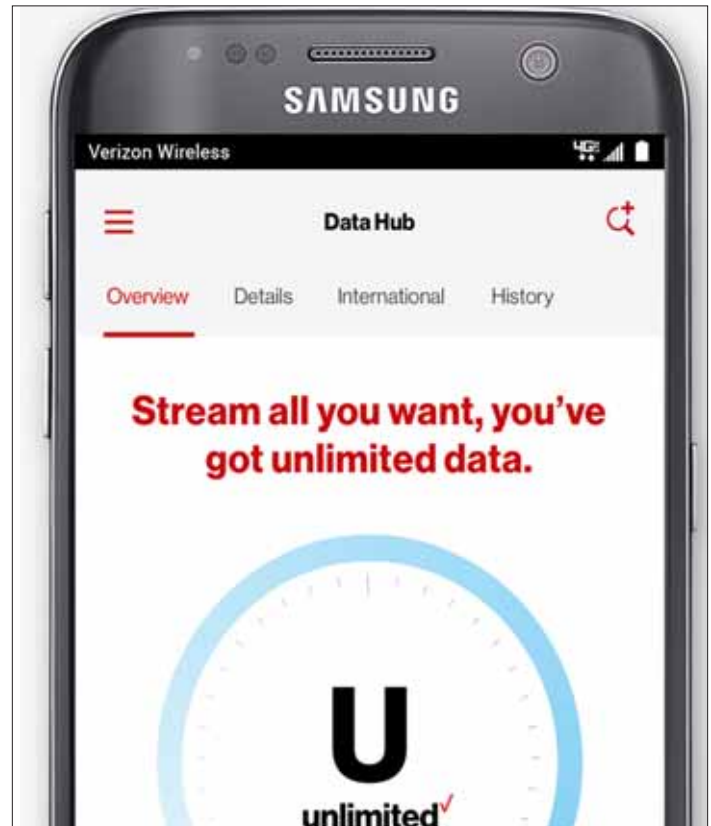 SAMSUNG
Verizon Wireless 4G
Data Hub
Overview Details International History
Stream all you want, you've
got unlimited data.
U
unlimited✓